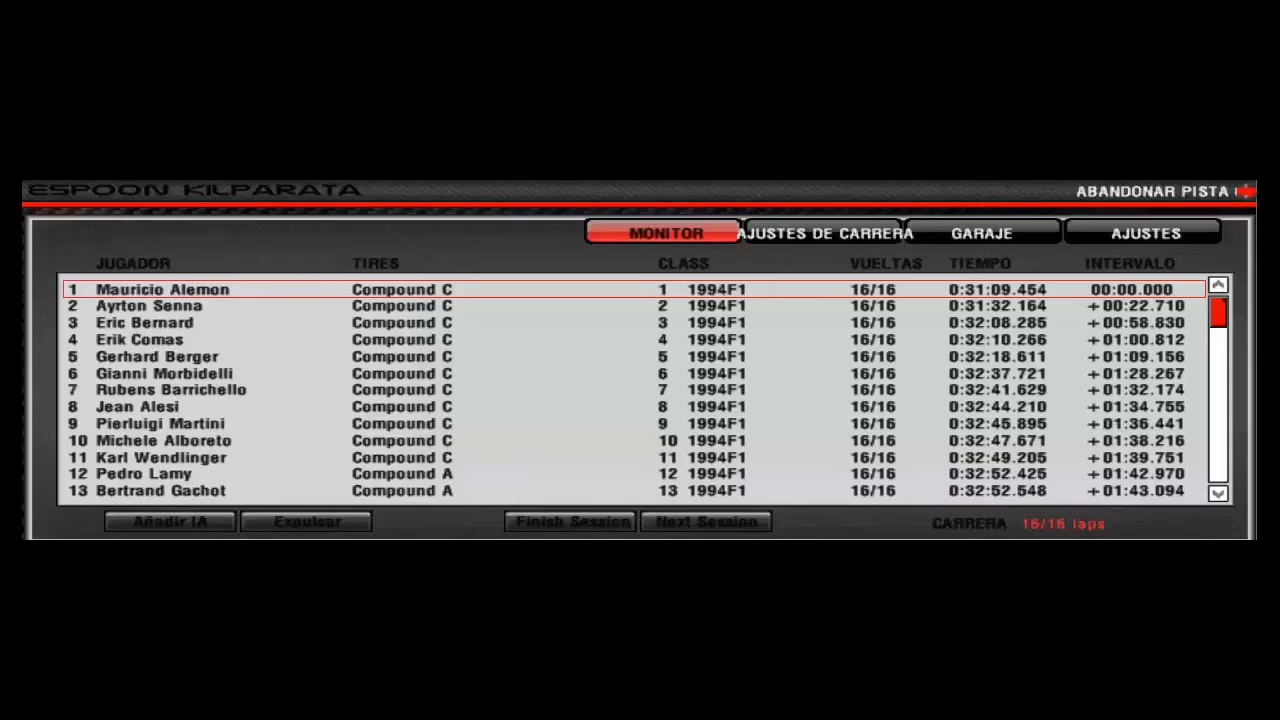 ESPOON KILPARATA
ABANDONAR PISTA
MONITOR AJUSTES DE CARRERA GARAJE AJUSTES
JUGADOR TIRES CLASS VUELTAS TIEMPO INTERVALO
1 Mauricio Alemon Compound C 1 1994F1 16/16 0:31:09.454 00:00.000
2 Ayrton Senna Compound C 2 1994F1 16/16 0:31:32.164 +00:22.710
3 Eric Bernard Compound C 3 1994F1 16/16 0:32:08.285 +00:58.830
4 Erik Comas Compound C 4 1994F1 16/16 0:32:10.266 +01:00.812
5 Gerhard Berger Compound C 5 1994F1 16/16 0:32:18.611 +01:09.156
6 Gianni Morbidelli Compound C 6 1994F1 16/16 0:32:37.721 +01:28.267
7 Rubens Barrichello Compound C 7 1994F1 16/16 0:32:41.629 +01:32.174
8 Jean Alesi Compound C 8 1994F1 16/16 0:32:44.210 +01:34.755
9 Pierluigi Martini Compound C 9 1994F1 16/16 0:32:45.895 +01:36.441
10 Michele Alboreto Compound C 10 1994F1 16/16 0:32:47.671 +01:38.216
11 Karl Wendlinger Compound C 11 1994F1 16/16 0:32:49.205 +01:39.751
12 Pedro Lamy Compound A 12 1994F1 16/16 0:32:52.425 +01:42.970
13 Bertrand Gachot Compound A 13 1994F1 16/16 0:32:52.548 +01:43.094
Añadir IA Expulsar Finish Session Next Session CARRERA 16/16 laps